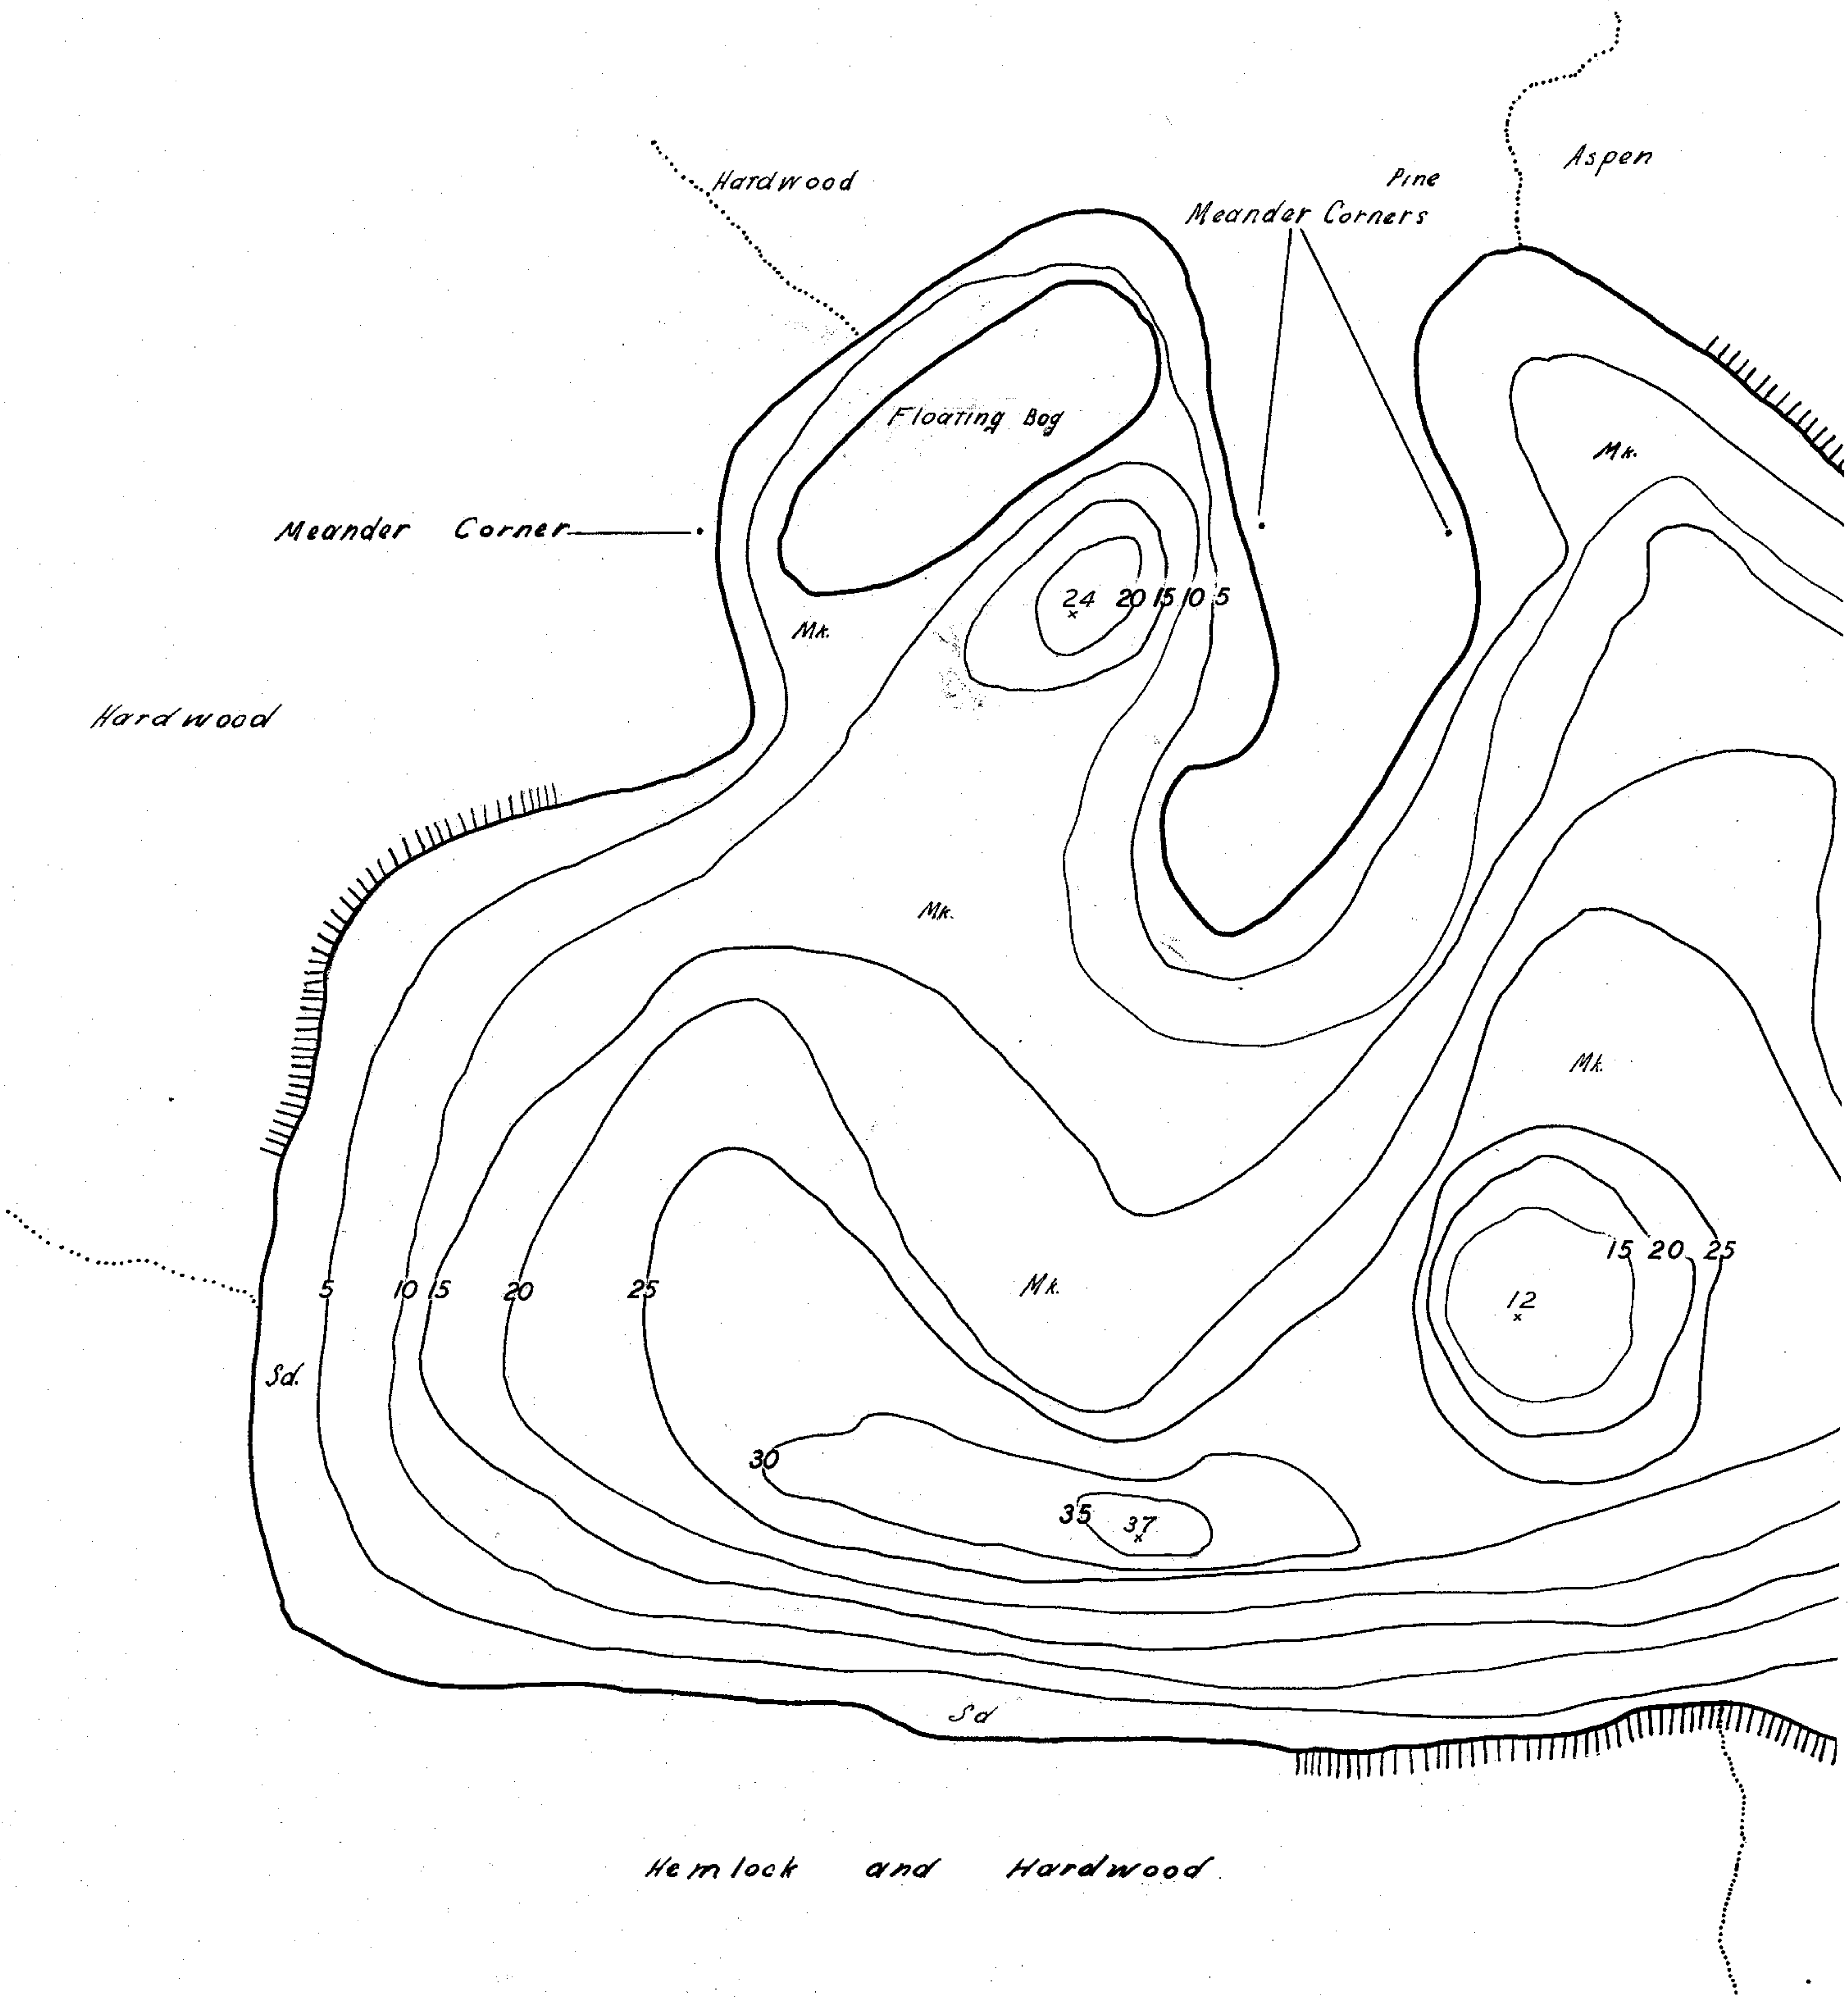 Aspen
Hardwood
Pine
Meander Corners
Floating Bog
Mk.
Meander Corner
24 20 15 10 5
Mk.
Hardwood
Mk.
Mk.
15 20 25
5 10 15 20 25
Mk.
12
Sd.
30
35
37
Sd
Hemlock and Hardwood